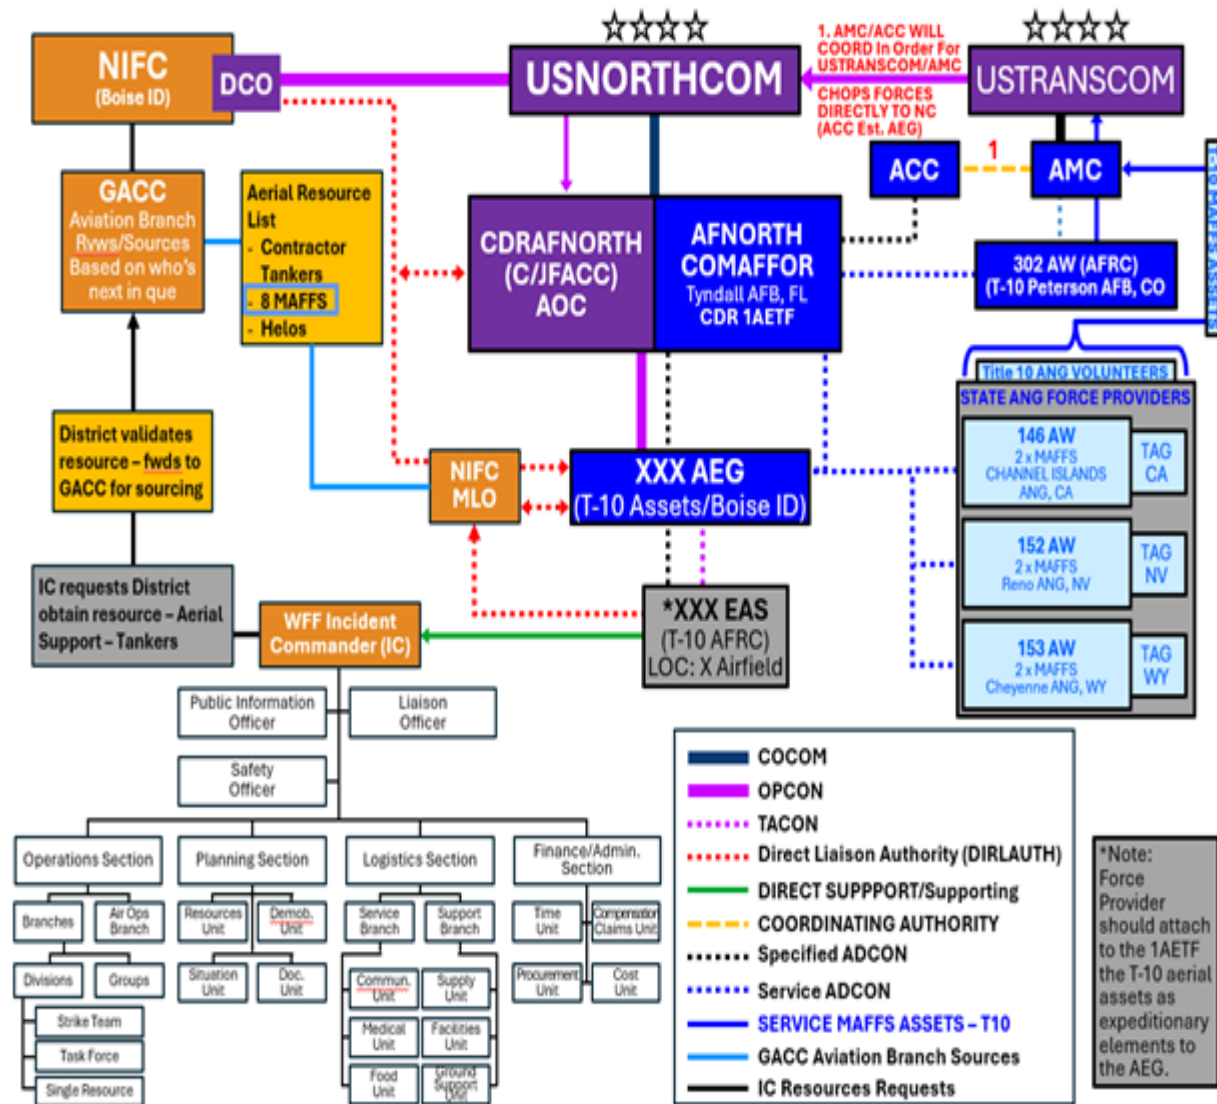 NIFC
(Boise ID)
DCO
☆☆☆☆
USNORTHCOM
1. AMC/ACC WILL
COORD In Order For
USTRANSCOM/AMC
CHOPS FORCES
DIRECTLY TO NC
(ACC Est. AEG)
☆☆☆☆
USTRANSCOM
GACC
Aviation Branch
Rvws/Sources
Based on who's
next in que
Aerial Resource
List
- Contractor
Tankers
- 8 MAFFS
- Helos
CDRAFNORTH
(C/JFACC)
AOC
AFNORTH
COMAFFOR
Tyndall AFB, FL
CDR 1AETF
ACC
1
AMC
302 AW (AFRC)
(T-10 Peterson AFB, CO
MAFFS ASSETS
Title 10 ANG VOLUNTEERS
STATE ANG FORCE PROVIDERS
146 AW
2 x MAFFS
CHANNEL ISLANDS
ANG, CA
TAG
CA
152 AW
2 x MAFFS
Reno ANG, NV
TAG
NV
153 AW
2 x MAFFS
Cheyenne ANG, WY
TAG
WY
District validates
resource – fwds to
GACC for sourcing
NIFC
MLO
XXX AEG
(T-10 Assets/Boise ID)
IC requests District
obtain resource – Aerial
Support – Tankers
WFF Incident
Commander (IC)
*XXX EAS
(T-10 AFRC)
LOC: X Airfield
Public Information
Officer
Liaison
Officer
Safety
Officer
Operations Section
Planning Section
Logistics Section
Finance/Admin.
Section
Branches
Air Ops
Branch
Resources
Unit
Demob.
Unit
Service
Branch
Support
Branch
Time
Unit
Compensation
Claims Unit
Divisions
Groups
Situation
Unit
Doc.
Unit
Commun.
Unit
Supply
Unit
Procurement
Unit
Cost
Unit
Strike Team
Task Force
Single Resource
Medical
Unit
Facilities
Unit
Food
Unit
Ground
Support
Unit
COCOM
OPCON
TACON
Direct Liaison Authority (DIRLAUTH)
DIRECT SUPPPORT/Supporting
COORDINATING AUTHORITY
Specified ADCON
Service ADCON
SERVICE MAFFS ASSETS – T10
GACC Aviation Branch Sources
IC Resources Requests
*Note:
Force
Provider
should attach
to the 1AETF
the T-10 aerial
assets as
expeditionary
elements to
the AEG.